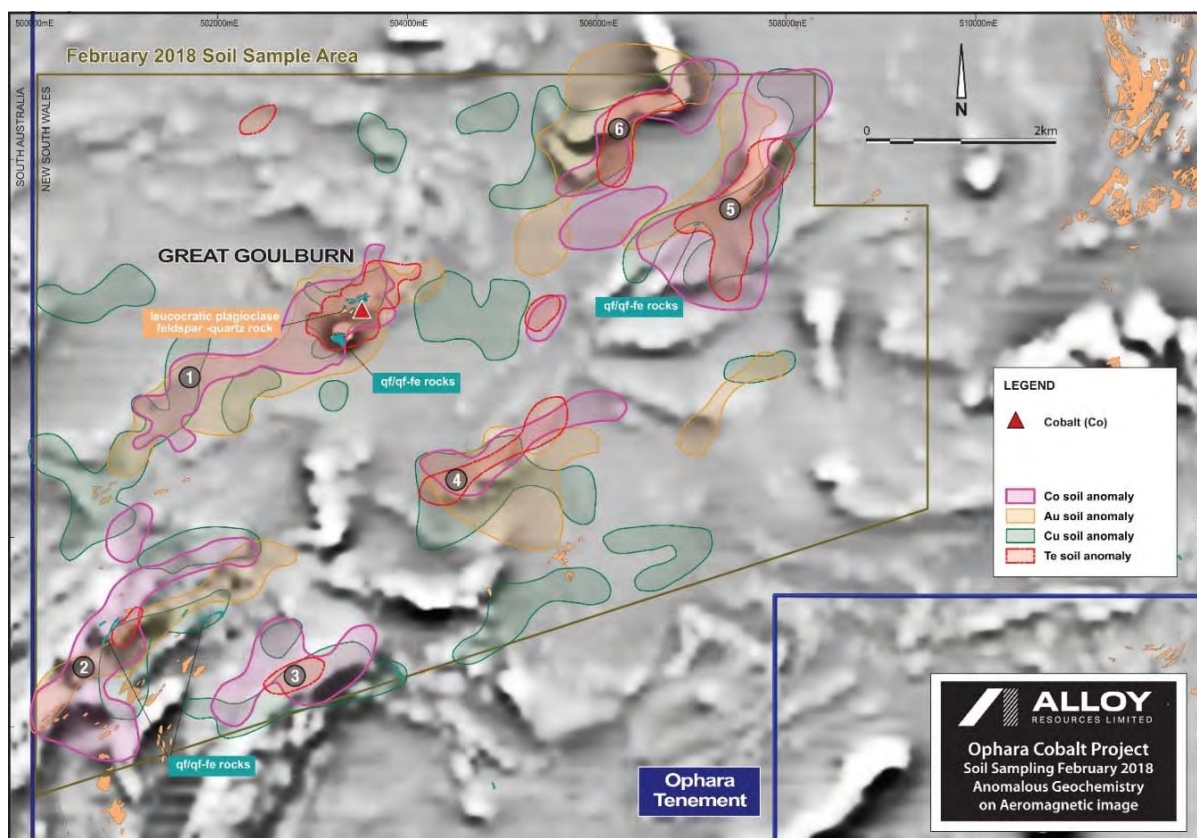 500000mE
502000mE
504000mE
506000mE
508000mE
510000mE
February 2018 Soil Sample Area
SOUTH AUSTRALIA
NEW SOUTH WALES
N
0
2km
6
5
GREAT GOULBURN
leucocratic plagioclase
feldspar -quartz rock
qf/qf-fe rocks
qf/qf-fe rocks
1
4
LEGEND
Cobalt (Co)
Co soil anomaly
Au soil anomaly
Cu soil anomaly
Te soil anomaly
2
3
qf/qf-fe rocks
Ophara
Tenement
ALLOY
RESOURCES LIMITED
Ophara Cobalt Project
Soil Sampling February 2018
Anomalous Geochemistry
on Aeromagnetic image